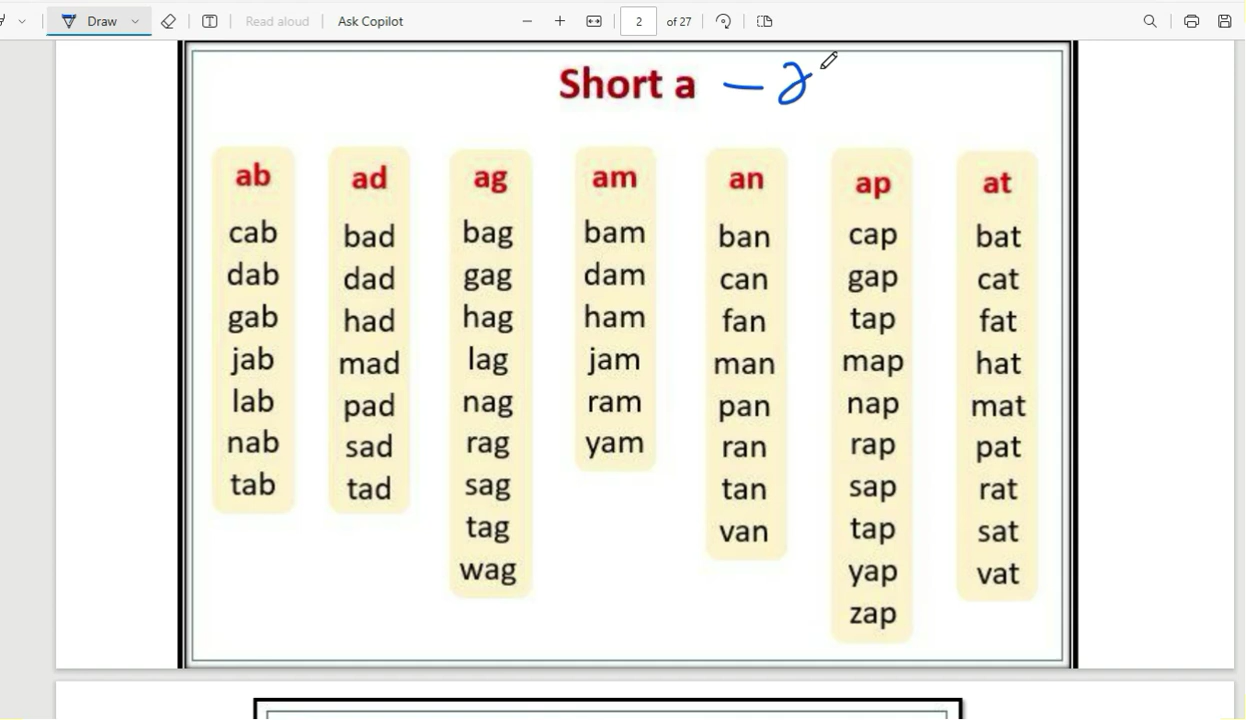 Draw
Read aloud
Ask Copilot
2 of 27
Short a –
ab
cab
dab
gab
jab
lab
nab
tab
ad
bad
dad
had
mad
pad
sad
tad
ag
bag
gag
hag
lag
nag
rag
sag
tag
wag
am
bam
dam
ham
jam
ram
yam
an
ban
can
fan
man
pan
ran
tan
van
ap
cap
gap
tap
map
nap
rap
sap
tap
yap
zap
at
bat
cat
fat
hat
mat
pat
rat
sat
vat